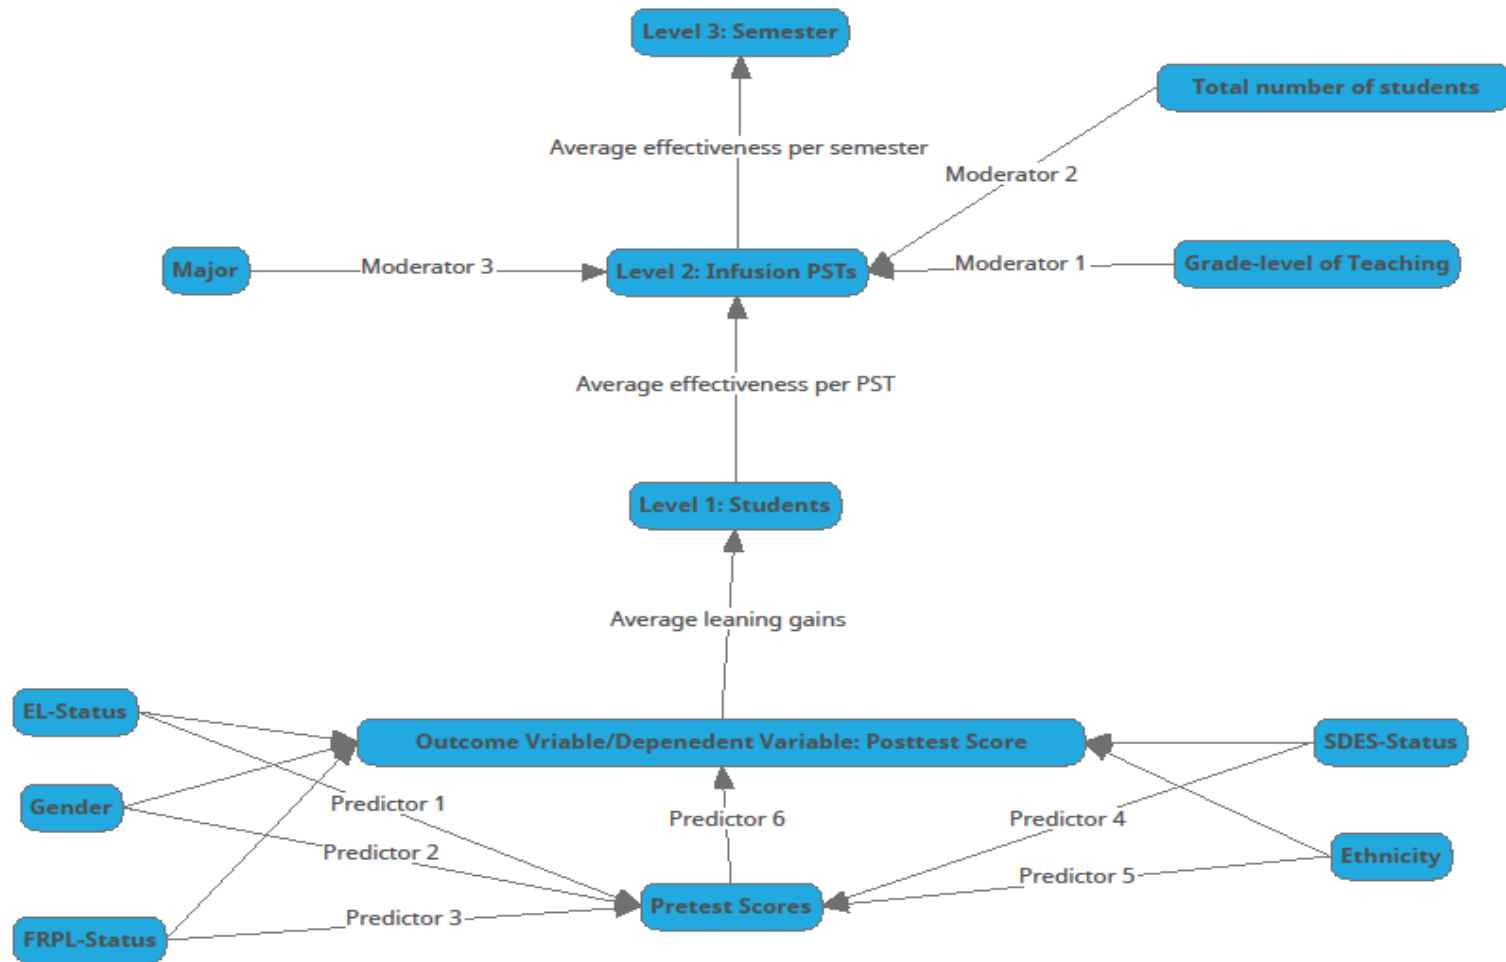 Level 3: Semester
Total number of students
Average effectiveness per semester
Moderator 2
Major
Moderator 3
Level 2: Infusion PSTs
Moderator 1
Grade-level of Teaching
Average effectiveness per PST
Level 1: Students
Average leaning gains
EL-Status
Outcome Vriable/Depenedent Variable: Posttest Score
SDES-Status
Gender
Predictor 1
Predictor 6
Predictor 4
Predictor 2
Ethnicity
Predictor 5
Predictor 3
Pretest Scores
FRPL-Status